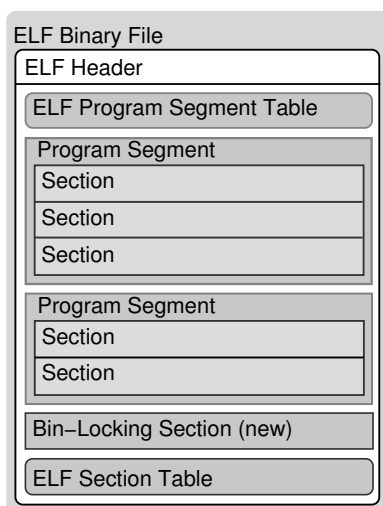 ELF Binary File
ELF Header
ELF Program Segment Table
Program Segment
Section
Section
Section
Program Segment
Section
Section
Bin−Locking Section (new)
ELF Section Table